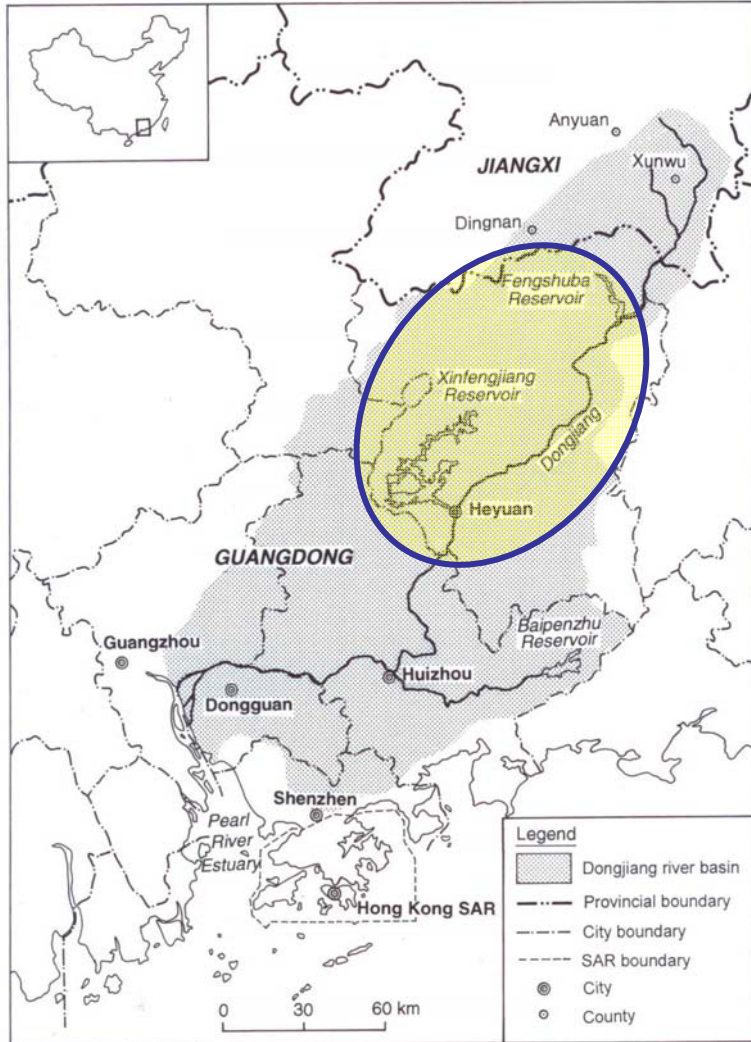 Anyuan
JIANGXI
Xunwu
Dingnan
Fengshuba
Reservoir
Xinfengjiang
Reservoir
Dongjiang
Heyuan
GUANGDONG
Baipenzhu
Reservoir
Guangzhou
Huizhou
Dongguan
Shenzhen
Pearl
River
Estuary
Hong Kong SAR
0 30 60 km
Legend
Dongjiang river basin
Provincial boundary
City boundary
SAR boundary
City
County